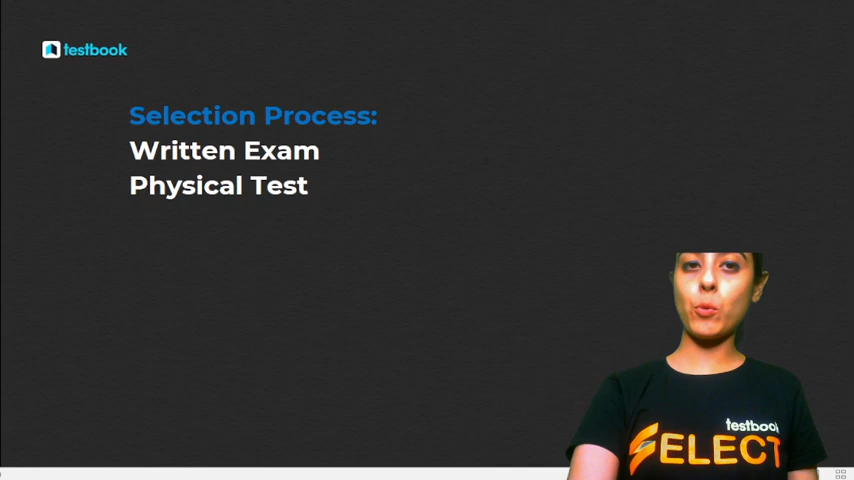 testbook
Selection Process:
Written Exam
Physical Test
testbook
SELECT